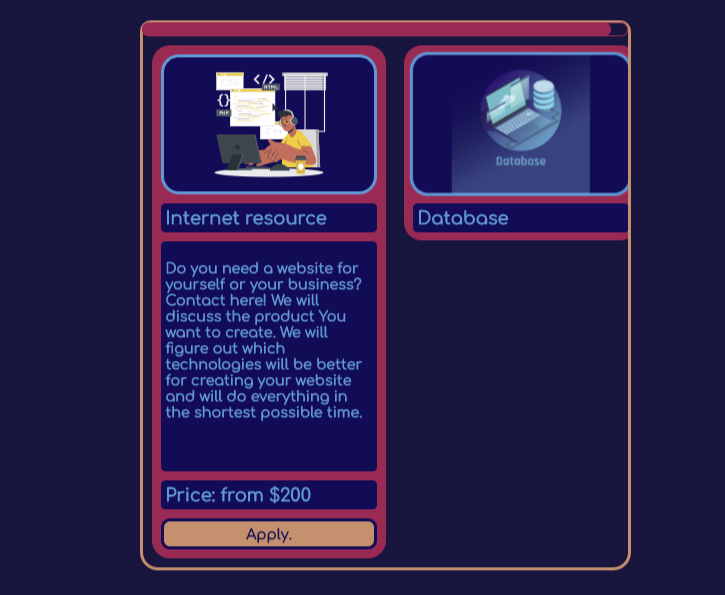 </>
HTML
{}
PHP
Database
Internet resource
Database
Do you need a website for
yourself or your business?
Contact here! We will
discuss the product You
want to create. We will
figure out which
technologies will be better
for creating your website
and will do everything in
the shortest possible time.
Price: from $200
Apply.